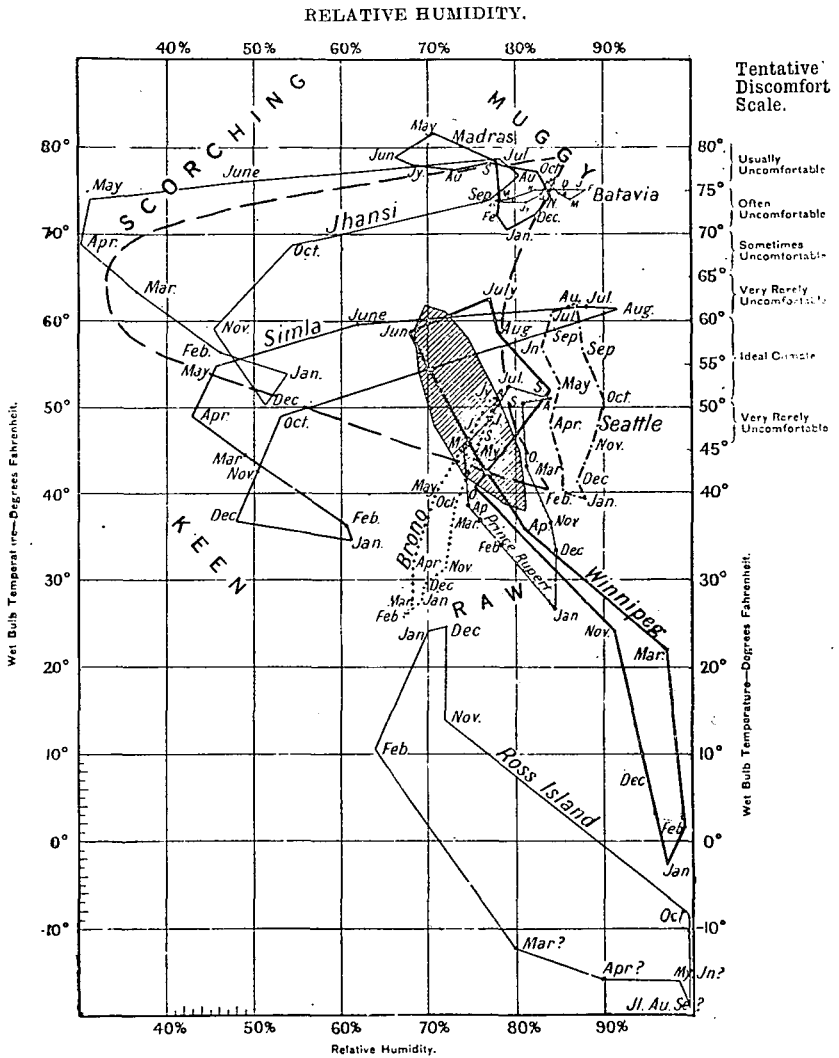 RELATIVE HUMIDITY.
40% 50% 60% 70% 80% 90%
Tentative
Discomfort
Scale.
SCORCHING
MUGGY
May
Madras
80°
Jun
Jul
Oct
80°
Usually
Uncomfortable
Jy.
Au
S
Au
May
June
Sep
Batavia
75°
Often
Uncomfortable
Jhansi
Fe
Dec.
Jan.
70°
70°
Apr.
Oct.
Sometimes
Uncomfortable
65°
Mar.
July
Au. Jul.
Very Rarely
Uncomfortable
60°
Nov.
Simla
June
Jun
Aug
Jul
Aug.
60°
Feb.
Jn
Sep
Sep
May
Jan.
Jul.
May
55°
Ideal Climate
50°
Dec
S
Oct.
50°
Apr.
Oct.
Apr.
Seattle
Very Rarely
Uncomfortable
Mar
Nov.
My
Nov.
45°
May
O.
Mar
Dec
40°
Oct
Feb.
Jan.
40°
KEEN
Dec
Feb.
Jan.
Brono
Ap
Mar.
Prince Rupert
Ap.
Nov
Feb
Dec
30°
Apr
Nov
Winnipeg
30°
Dec
Mar
Jan
RAW
Jan
Feb
Jan
Dec
Nov.
Mar.
20°
20°
Nov.
10°
Feb.
Ross Island
Dec
10°
0°
Feb
0°
Jan
Oct
-10°
-10°
Mar?
Apr?
My Jn?
Jl. Au. Se?
40% 50% 60% 70% 80% 90%
Relative Humidity.
Wet Bulb Temperature—Degrees Fahrenheit.
Wet Bulb Temperature—Degrees Fahrenheit.